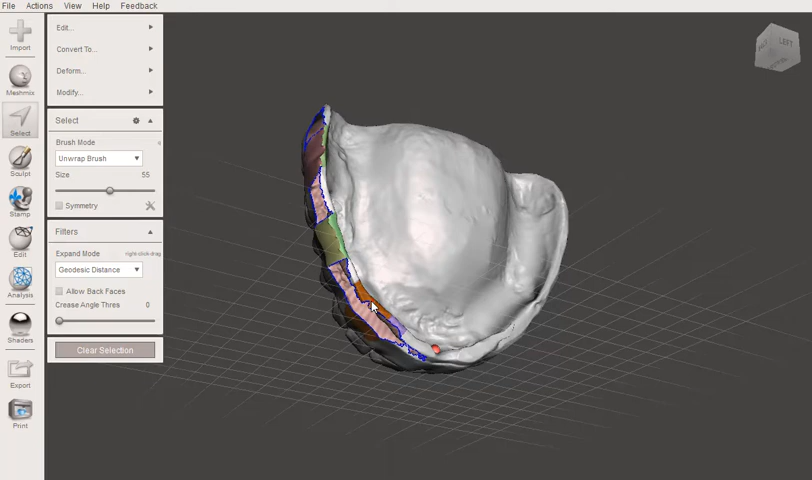 File Actions View Help Feedback
Import
Meshmix
Select
Sculpt
Stamp
Edit
Analysis
Shaders
Export
Print
Edit...
Convert To...
Deform...
Modify...
Select
Brush Mode
Unwrap Brush
Size 55
Symmetry
Filters
Expand Mode right-click-drag
Geodesic Distance
Allow Back Faces
Crease Angle Thres 0
Clear Selection
LEFT